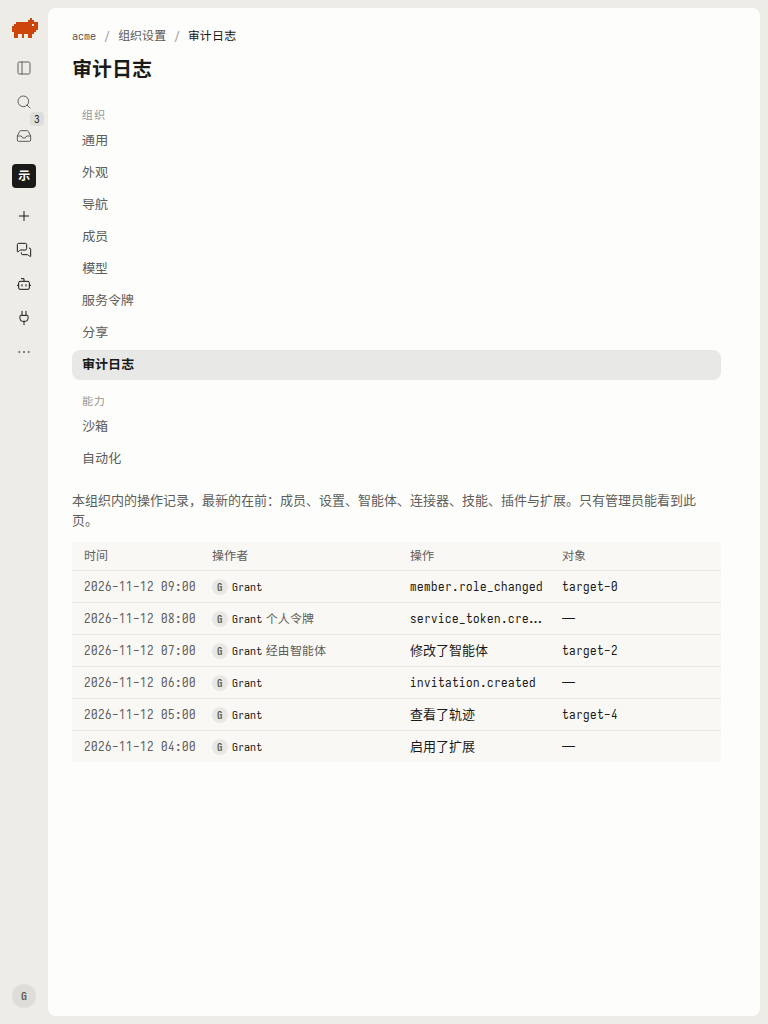 acme / 组织设置 / 审计日志
审计日志
3
示
组织
通用
外观
导航
成员
模型
服务令牌
分享
审计日志
能力
沙箱
自动化
本组织内的操作记录，最新的在前：成员、设置、智能体、连接器、技能、插件与扩展。只有管理员能看到此
页。
时间 操作者 操作 对象
2026-11-12 09:00 G Grant member.role_changed target-0
2026-11-12 08:00 G Grant 个人令牌 service_token.cre... —
2026-11-12 07:00 G Grant 经由智能体 修改了智能体 target-2
2026-11-12 06:00 G Grant invitation.created —
2026-11-12 05:00 G Grant 查看了轨迹 target-4
2026-11-12 04:00 G Grant 启用了扩展 —
G